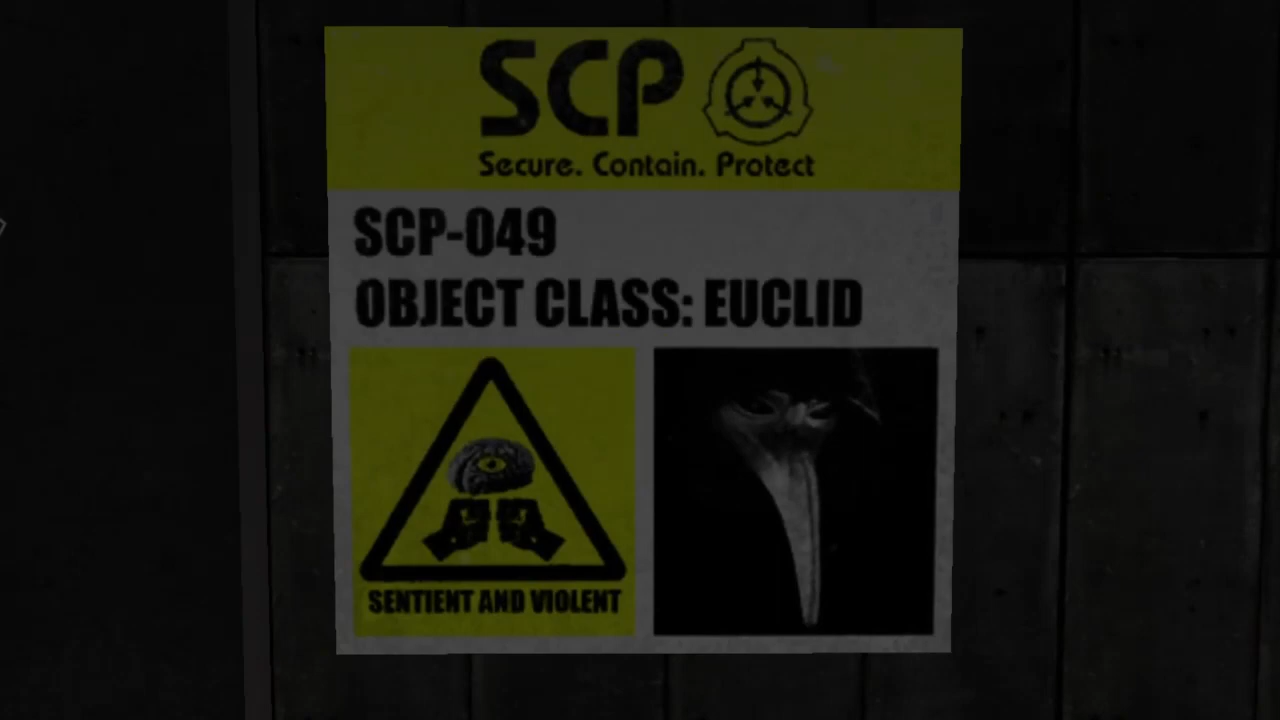 SCP
Secure. Contain. Protect
SCP-049
OBJECT CLASS: EUCLID
SENTIENT AND VIOLENT